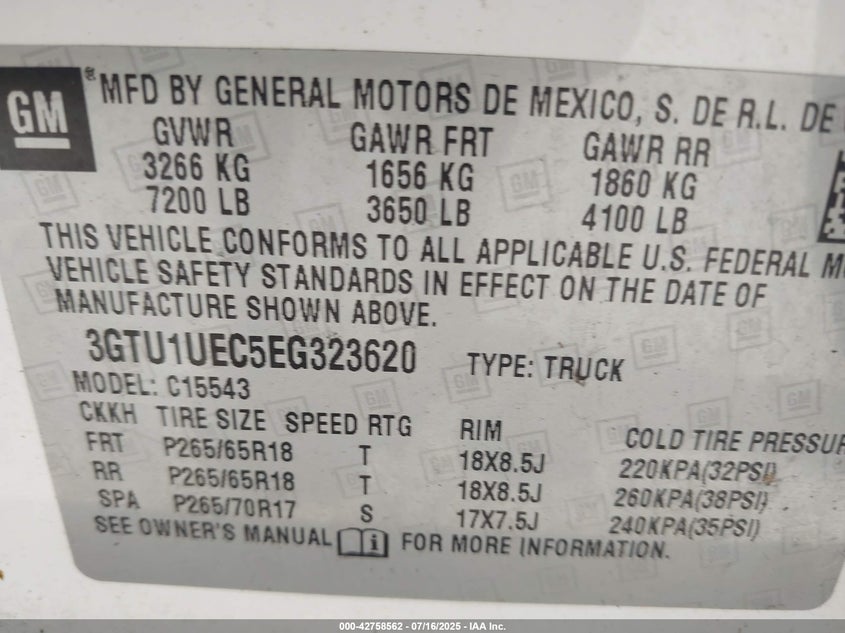 GM
® MFD BY GENERAL MOTORS DE MEXICO, S. DE R.L. DE
GVWR GAWR FRT GAWR RR
3266 KG 1656 KG 1860 KG
7200 LB 3650 LB 4100 LB
THIS VEHICLE CONFORMS TO ALL APPLICABLE U.S. FEDERAL
VEHICLE SAFETY STANDARDS IN EFFECT ON THE DATE OF
MANUFACTURE SHOWN ABOVE.
3GTU1UEC5EG323620 TYPE: TRUCK
MODEL: C15543
CKKH TIRE SIZE SPEED RTG RIM COLD TIRE PRESSUR
FRT P265/65R18 T 18X8.5J 220KPA(32PSI)
RR P265/65R18 T 18X8.5J 260KPA(38PSI)
SPA P265/70R17 S 17X7.5J 240KPA(35PSI)
SEE OWNER'S MANUAL FOR MORE INFORMATION.
000-42758562 - 07/16/2025 - IAA Inc.